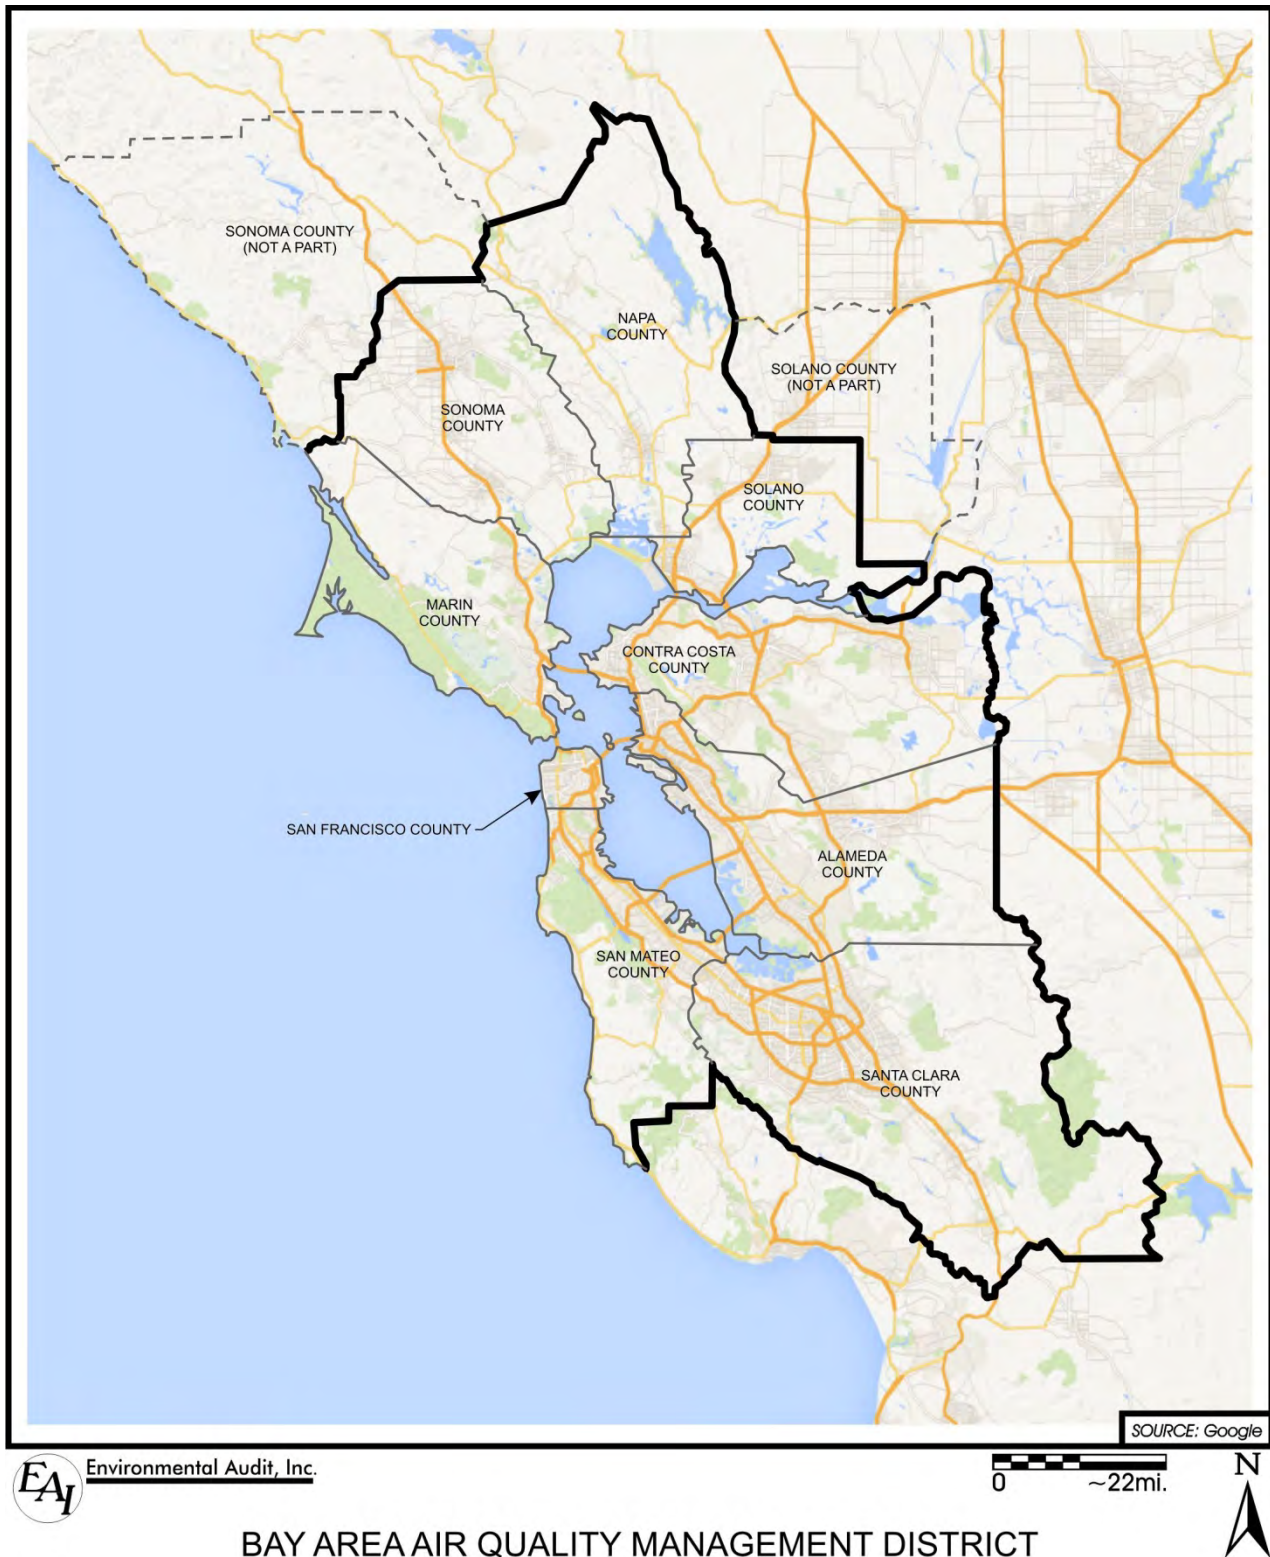 SONOMA COUNTY
(NOT A PART)
NAPA
COUNTY
SOLANO COUNTY
(NOT A PART)
SONOMA
COUNTY
SOLANO
COUNTY
MARIN
COUNTY
CONTRA COSTA
COUNTY
SAN FRANCISCO COUNTY
ALAMEDA
COUNTY
SAN MATEO
COUNTY
SANTA CLARA
COUNTY
SOURCE: Google
EAI
Environmental Audit, Inc.
0 ~22mi.
N
BAY AREA AIR QUALITY MANAGEMENT DISTRICT